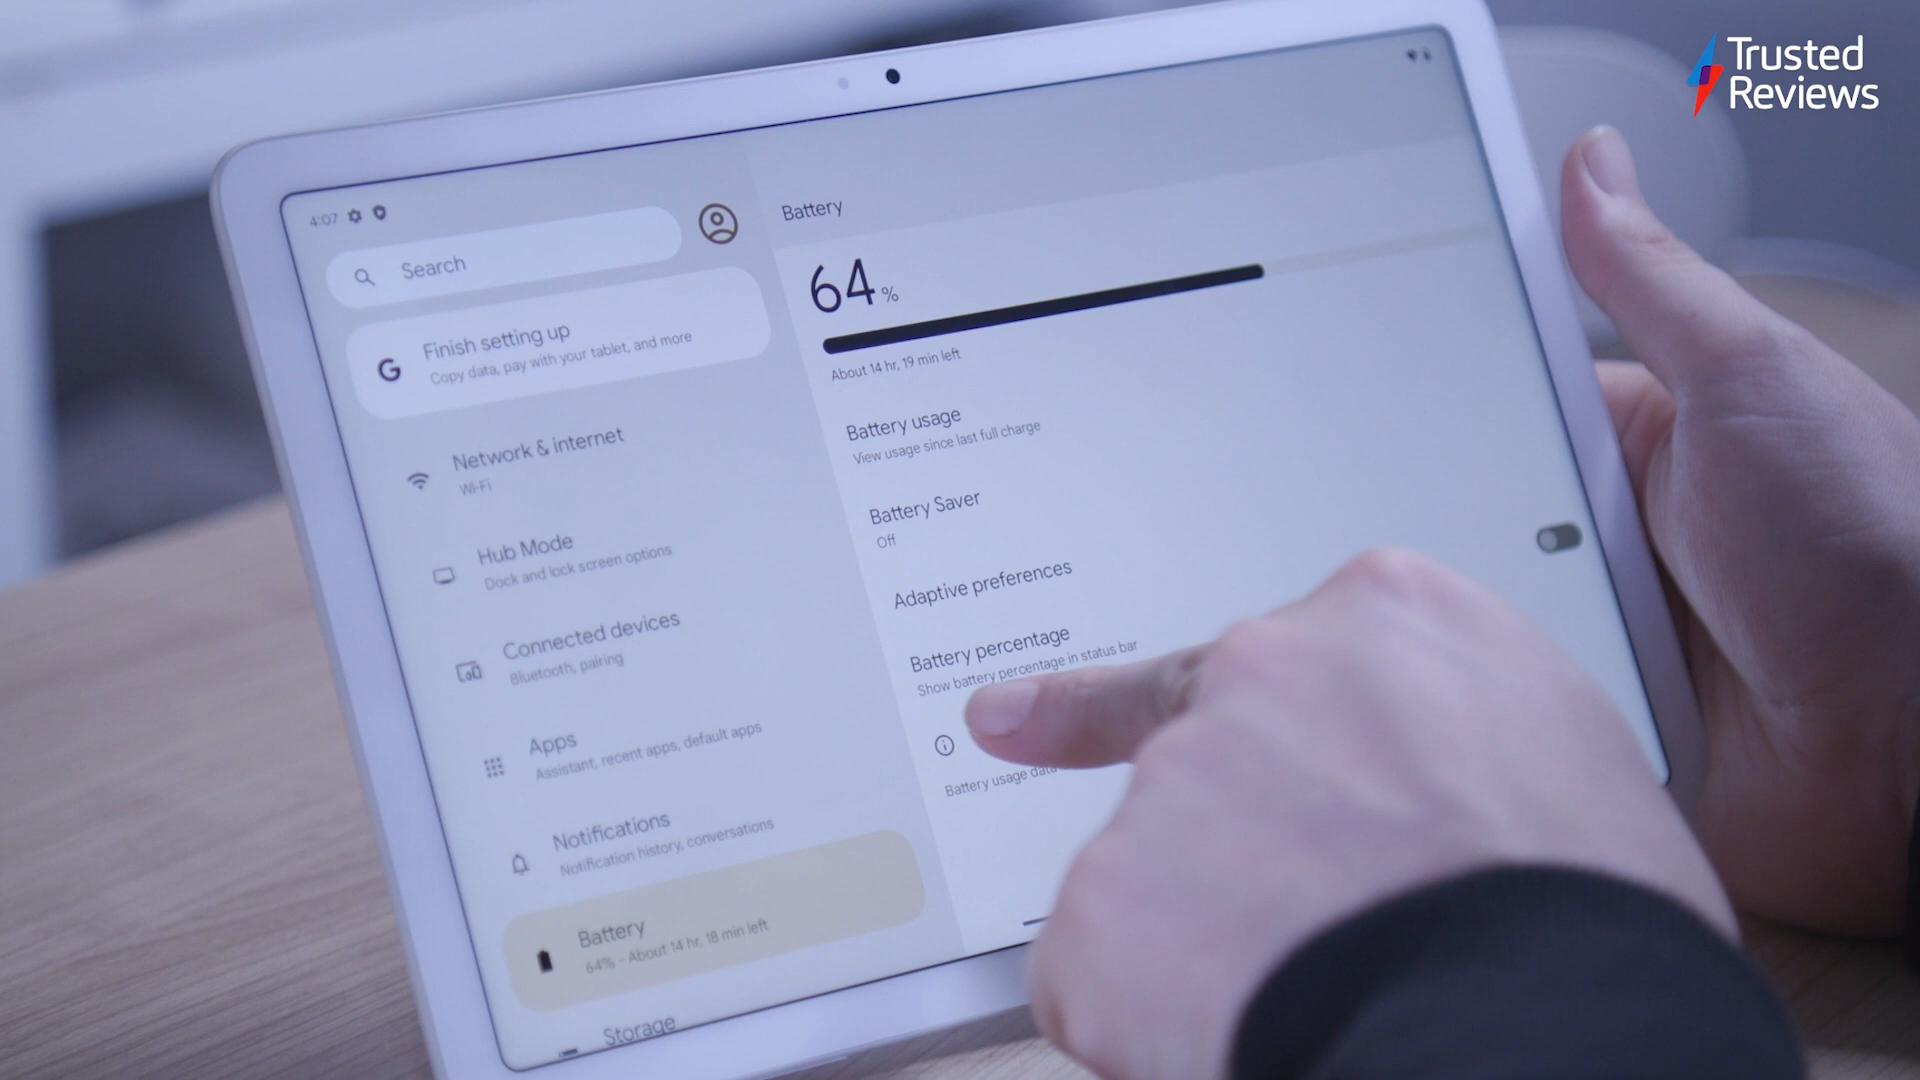 Trusted
Reviews
4:07
Search
Finish setting up
Copy data, pay with your tablet, and more
Network & internet
Wi-Fi
Hub Mode
Dock and lock screen options
Connected devices
Bluetooth, pairing
Apps
Assistant, recent apps, default apps
Notifications
Notification history, conversations
Battery
64% - About 14 hr, 18 min left
Storage
Battery
64 %
About 14 hr, 19 min left
Battery usage
View usage since last full charge
Battery Saver
Off
Adaptive preferences
Battery percentage
Show battery percentage in status bar
Battery usage data